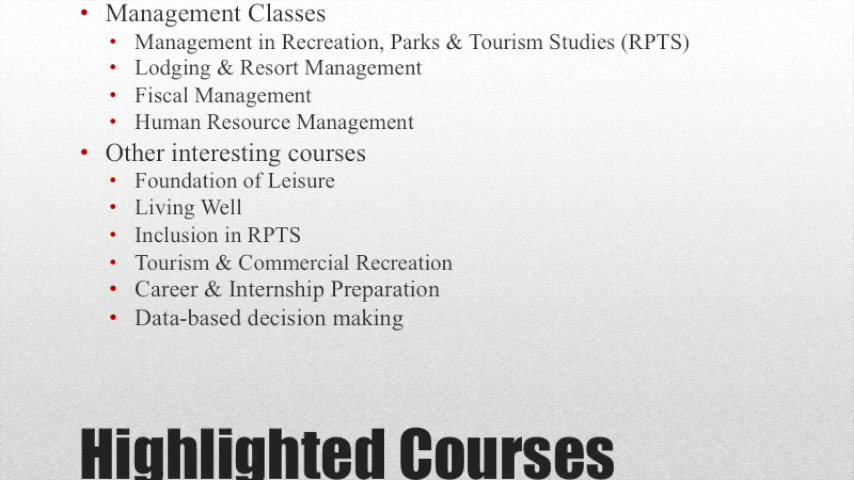 • Management Classes
• Management in Recreation, Parks & Tourism Studies (RPTS)
• Lodging & Resort Management
• Fiscal Management
• Human Resource Management
• Other interesting courses
• Foundation of Leisure
• Living Well
• Inclusion in RPTS
• Tourism & Commercial Recreation
• Career & Internship Preparation
• Data-based decision making
Highlighted Courses